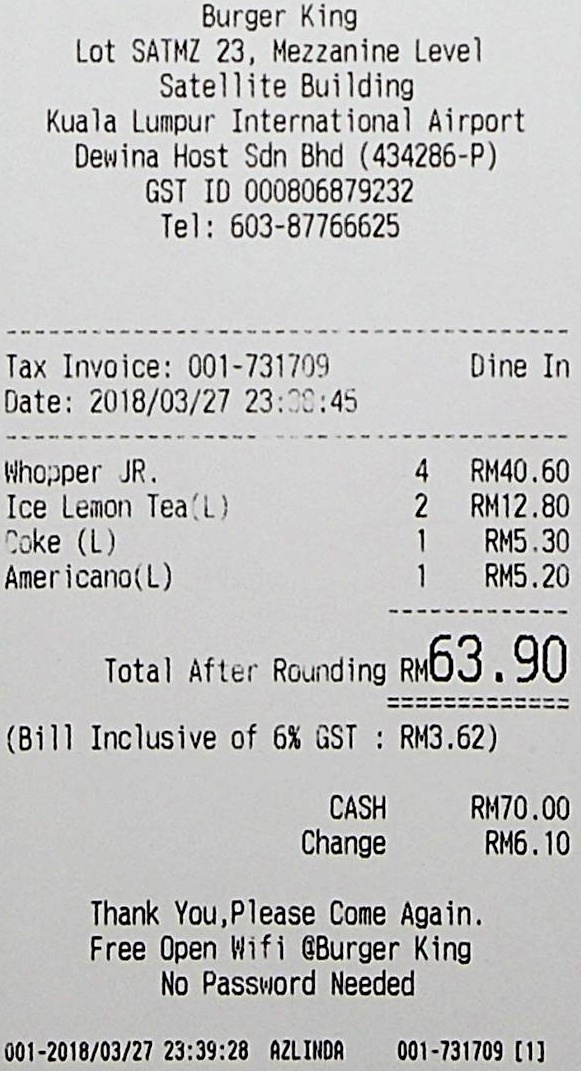 Burger King
Lot SATMZ 23, Mezzanine Level
Satellite Building
Kuala Lumpur International Airport
Dewina Host Sdn Bhd (434286-P)
GST ID 000806879232
Tel: 603-87766625
Tax Invoice: 001-731709 Dine In
Date: 2018/03/27
Whopper JR. 4 RM40.60
Ice Lemon Tea(L) 2 RM12.80
Coke (L) 1 RM5.30
Americano(L) 1 RM5.20
Total After Rounding RM63.90
(Bill Inclusive of 6% GST : RM3.62)
CASH RM70.00
Change RM6.10
Thank You,Please Come Again.
Free Open Wifi @Burger King
No Password Needed
001-2018/03/27 23:39:28 AZLINDA 001-731709 [1]